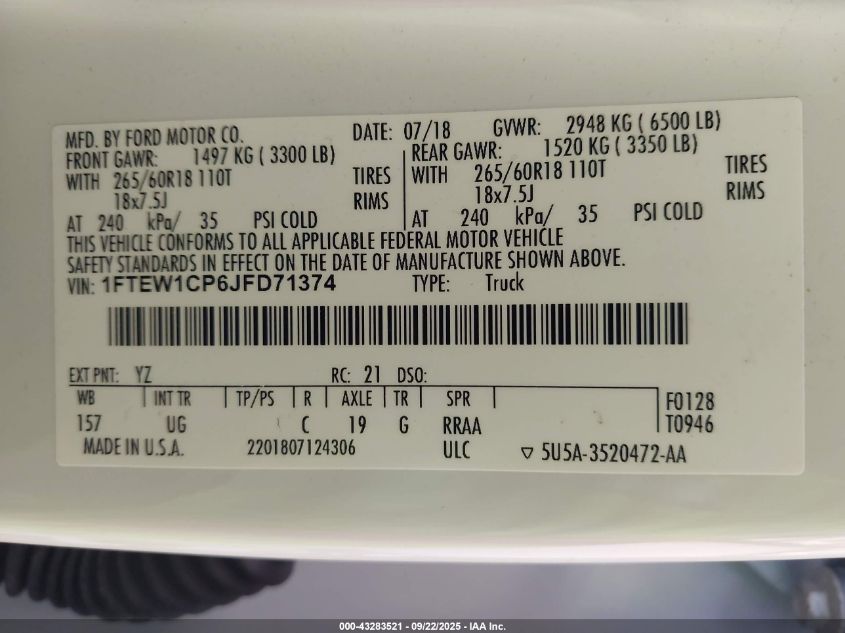 MFD. BY FORD MOTOR CO.
DATE: 07/18 GVWR: 2948 KG ( 6500 LB)
FRONT GAWR: 1497 KG ( 3300 LB)
WITH 265/60R18 110T TIRES
18x7.5J RIMS
AT 240 kPa/ 35 PSI COLD
REAR GAWR: 1520 KG ( 3350 LB)
WITH 265/60R18 110T TIRES
18x7.5J RIMS
AT 240 kPa/ 35 PSI COLD
THIS VEHICLE CONFORMS TO ALL APPLICABLE FEDERAL MOTOR VEHICLE
SAFETY STANDARDS IN EFFECT ON THE DATE OF MANUFACTURE SHOWN ABOVE.
VIN: 1FTEW1CP6JFD71374 TYPE: Truck
EXT PNT: YZ RC: 21 DSO:
WB INT TR TP/PS R AXLE TR SPR
157 UG C 19 G RRAA
F0128
T0946
MADE IN U.S.A. 2201807124306 ULC ▽ 5U5A-3520472-AA
000-43283521 - 09/22/2025 - IAA Inc.